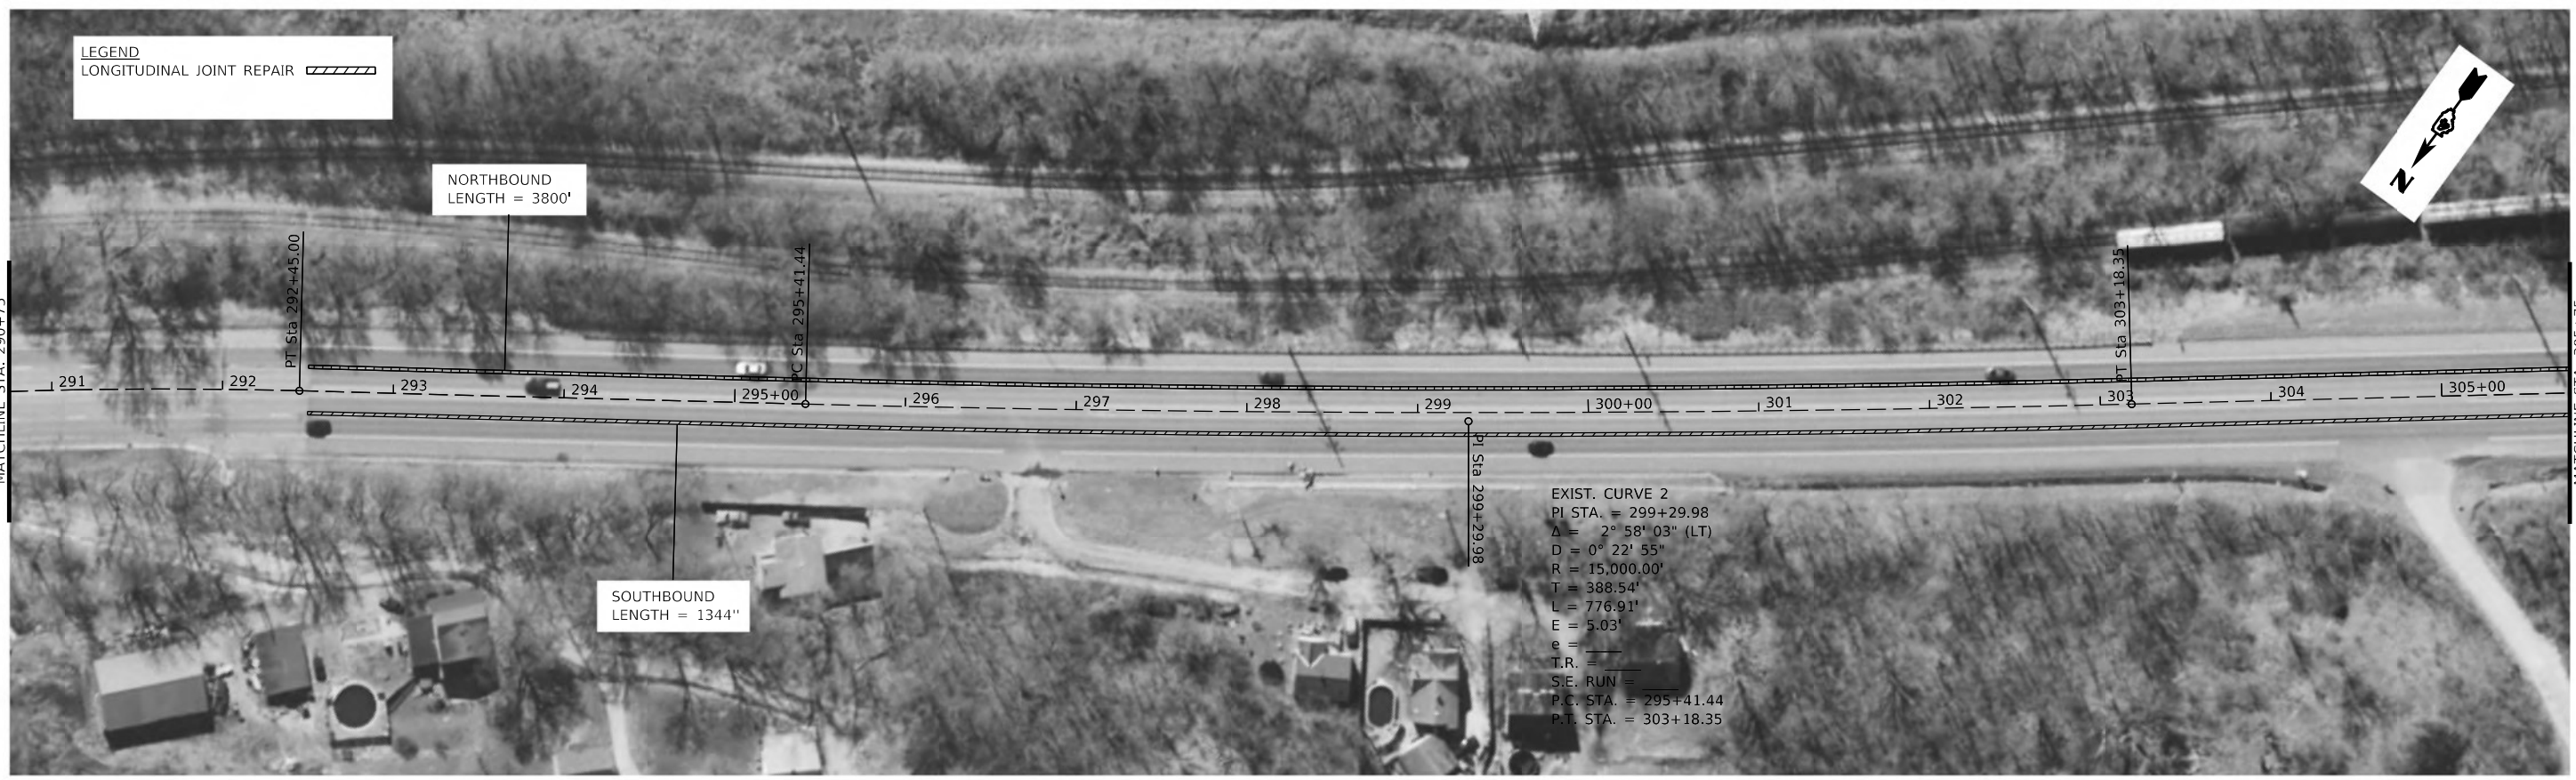 LEGEND
LONGITUDINAL JOINT REPAIR
NORTHBOUND
LENGTH = 3800'
N
PT Sta 292+45.00
PC Sta 295+41.44
PT Sta 303+18.35
291
292
293
294
295+00
296
297
298
299
300+00
301
302
303
304
305+00
PI Sta 299+29.98
SOUTHBOUND
LENGTH = 1344"
EXIST. CURVE 2
PI STA. = 299+29.98
Δ = 2° 58' 03" (LT)
D = 0° 22' 55"
R = 15,000.00'
T = 388.54'
L = 776.91'
E = 5.03'
e = ____
T.R. = ____
S.E. RUN = ____
P.C. STA. = 295+41.44
P.T. STA. = 303+18.35